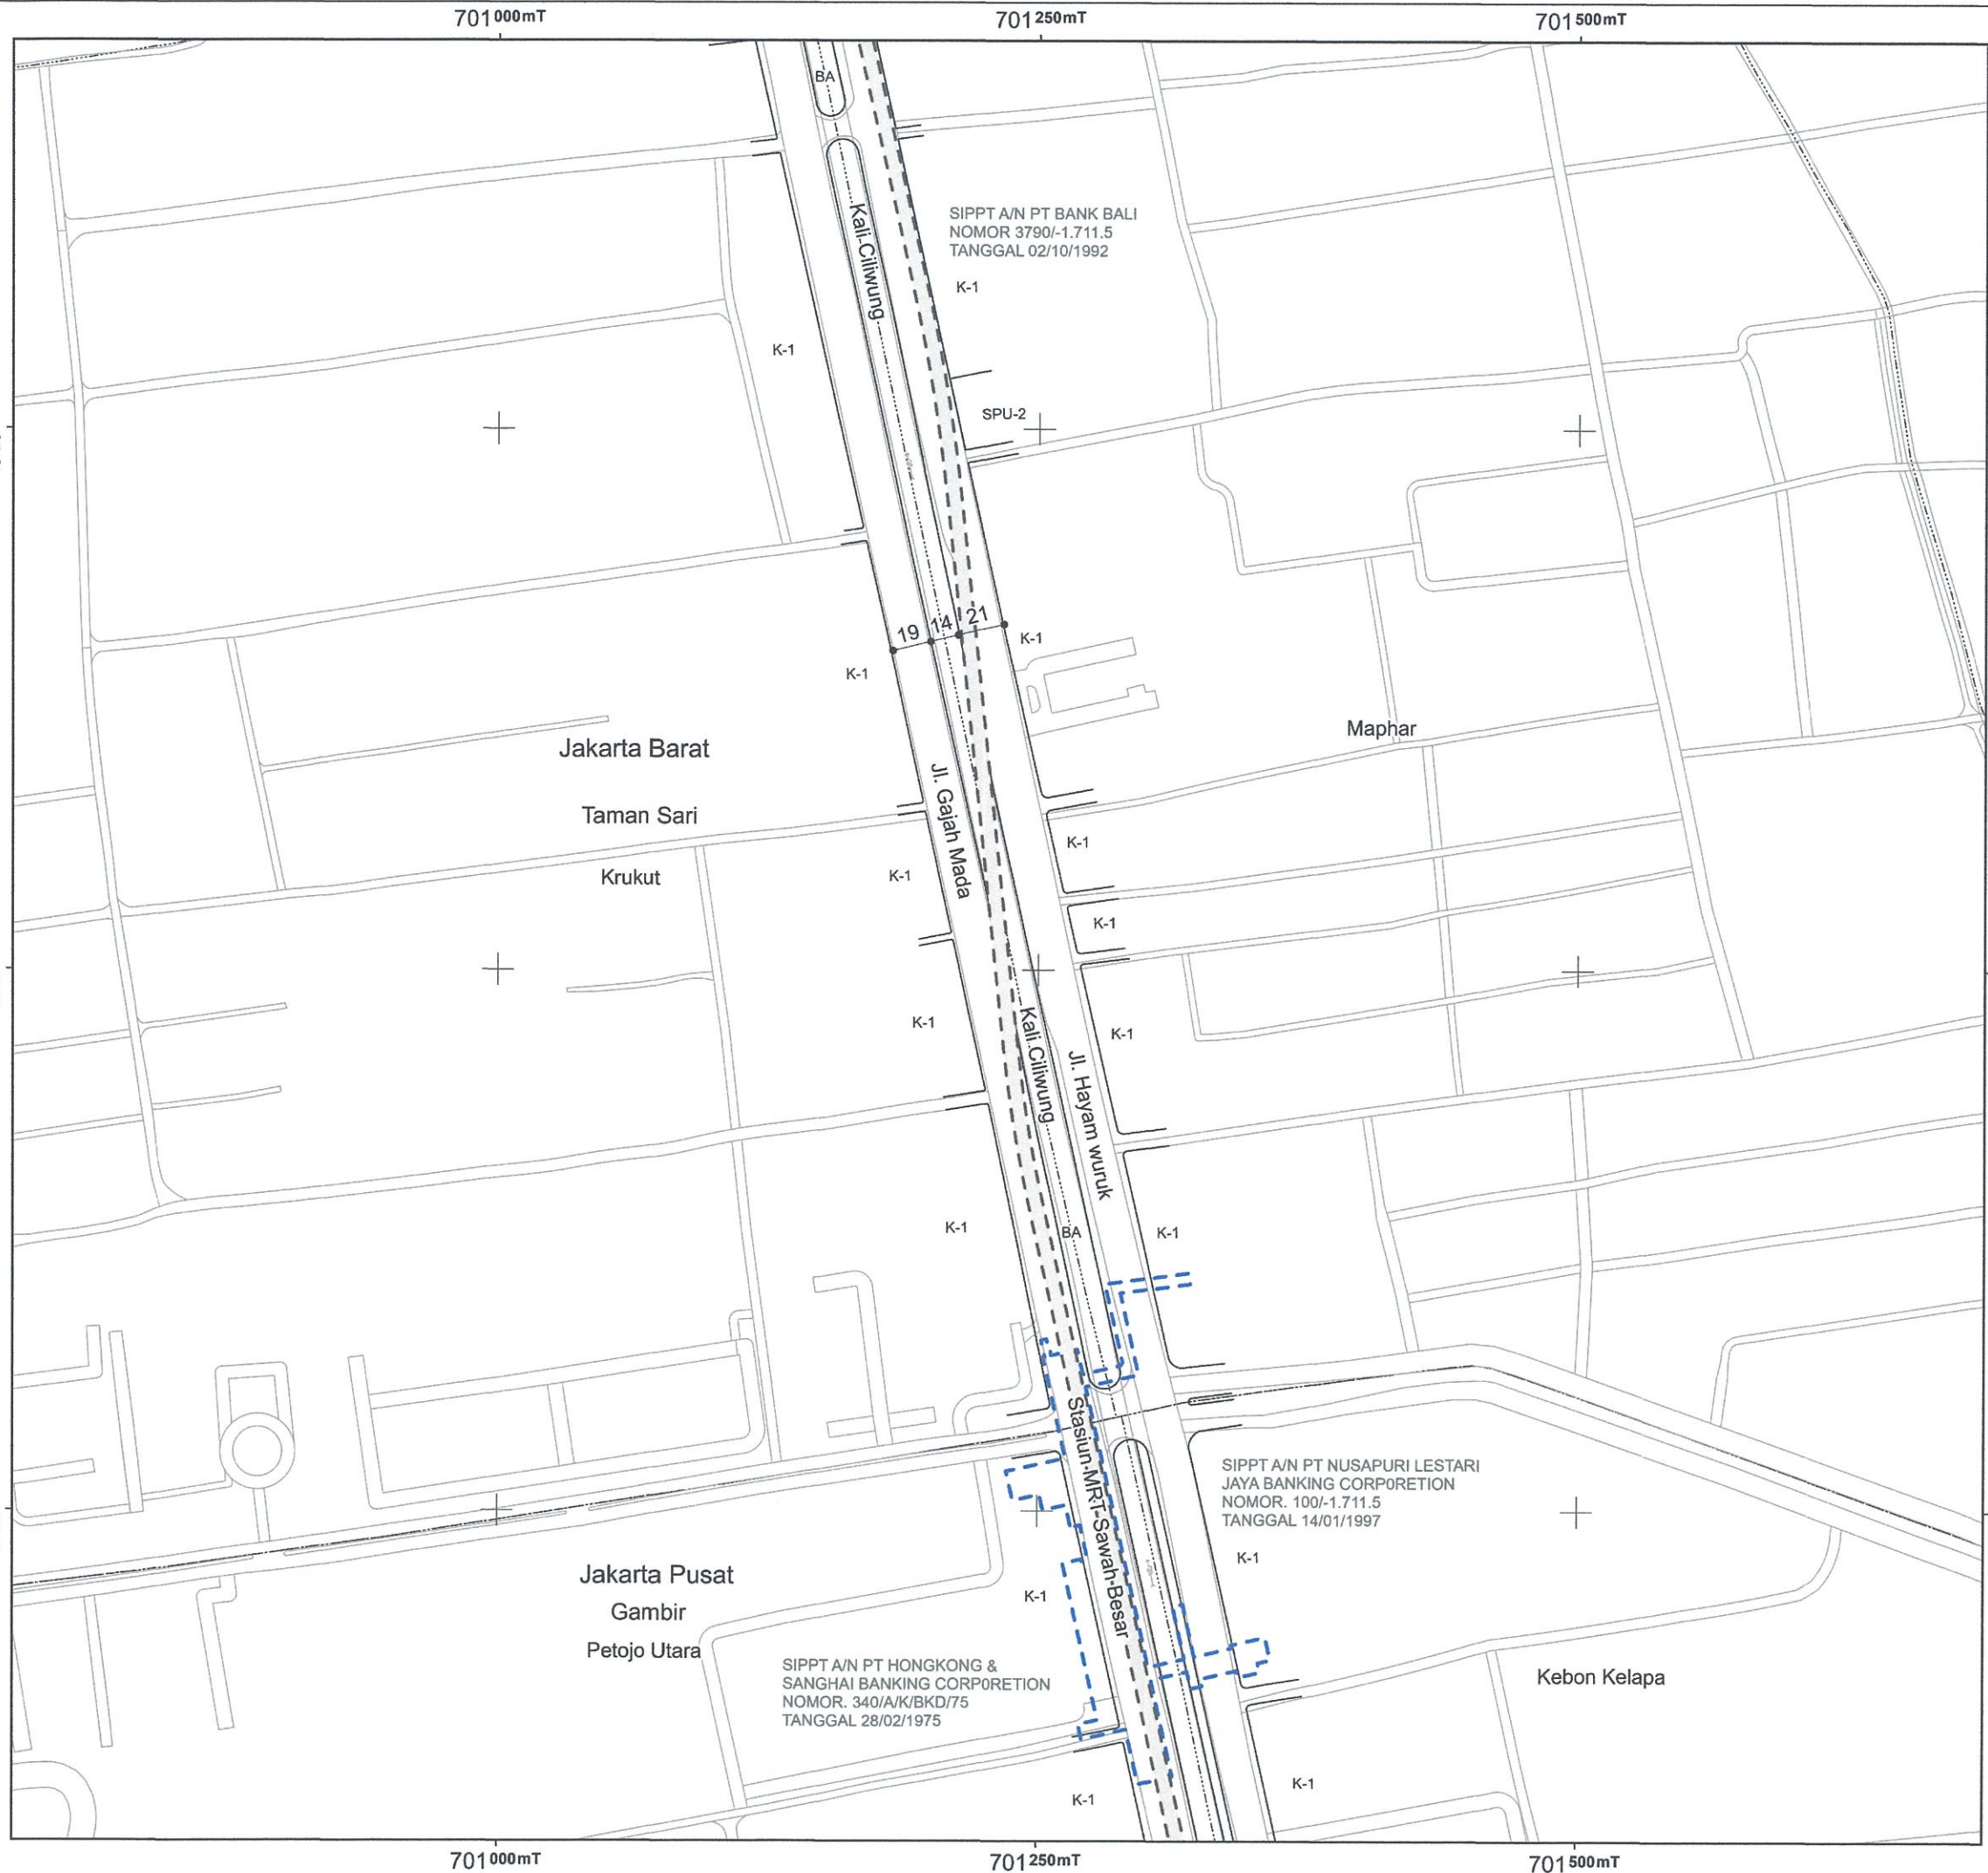 701000mT 701250mT 701500mT
BA
Kali Ciliwung
SIPPT A/N PT BANK BALI
NOMOR 3790/-1.711.5
TANGGAL 02/10/1992
K-1
K-1
SPU-2
19 14 21
K-1
K-1
Maphar
Jakarta Barat
Taman Sari
Krukut
Jl. Gajah Mada
K-1
K-1
K-1
K-1
K-1
Kali Ciliwung
Jl. Hayam wuruk
K-1
BA
K-1
Stasiun MRT Sawah Besar
SIPPT A/N PT NUSAPURI LESTARI
JAYA BANKING CORP0RETION
NOMOR. 100/-1.711.5
TANGGAL 14/01/1997
K-1
Jakarta Pusat
Gambir
Petojo Utara
K-1
SIPPT A/N PT HONGKONG &
SANGHAI BANKING CORP0RETION
NOMOR. 340/A/K/BKD/75
TANGGAL 28/02/1975
Kebon Kelapa
K-1
K-1
701000mT 701250mT 701500mT